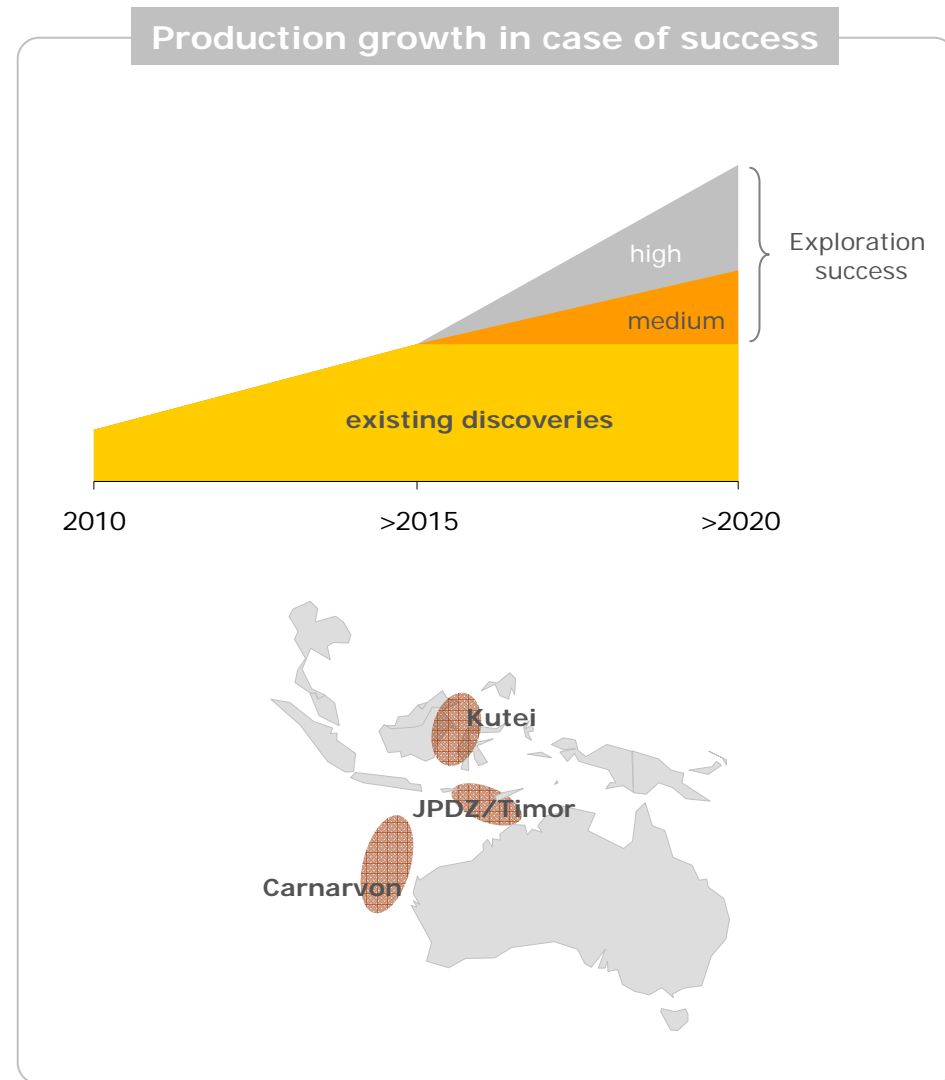 Production growth in case of success
high
Exploration
success
medium
existing discoveries
2010
>2015
>2020
Kutei
JPDZ/Timor
Carnarvon